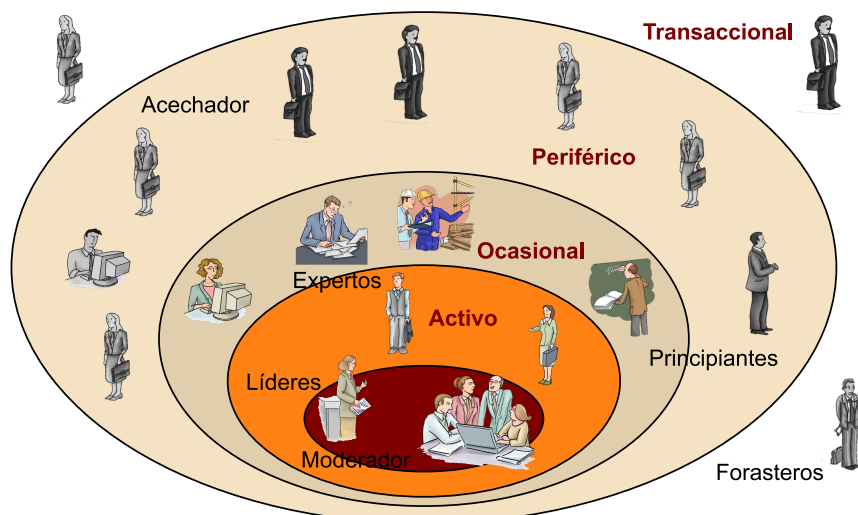 Transaccional
Acechador
Periférico
Ocasional
Expertos
Activo
Principiantes
Líderes
Moderador
Forasteros